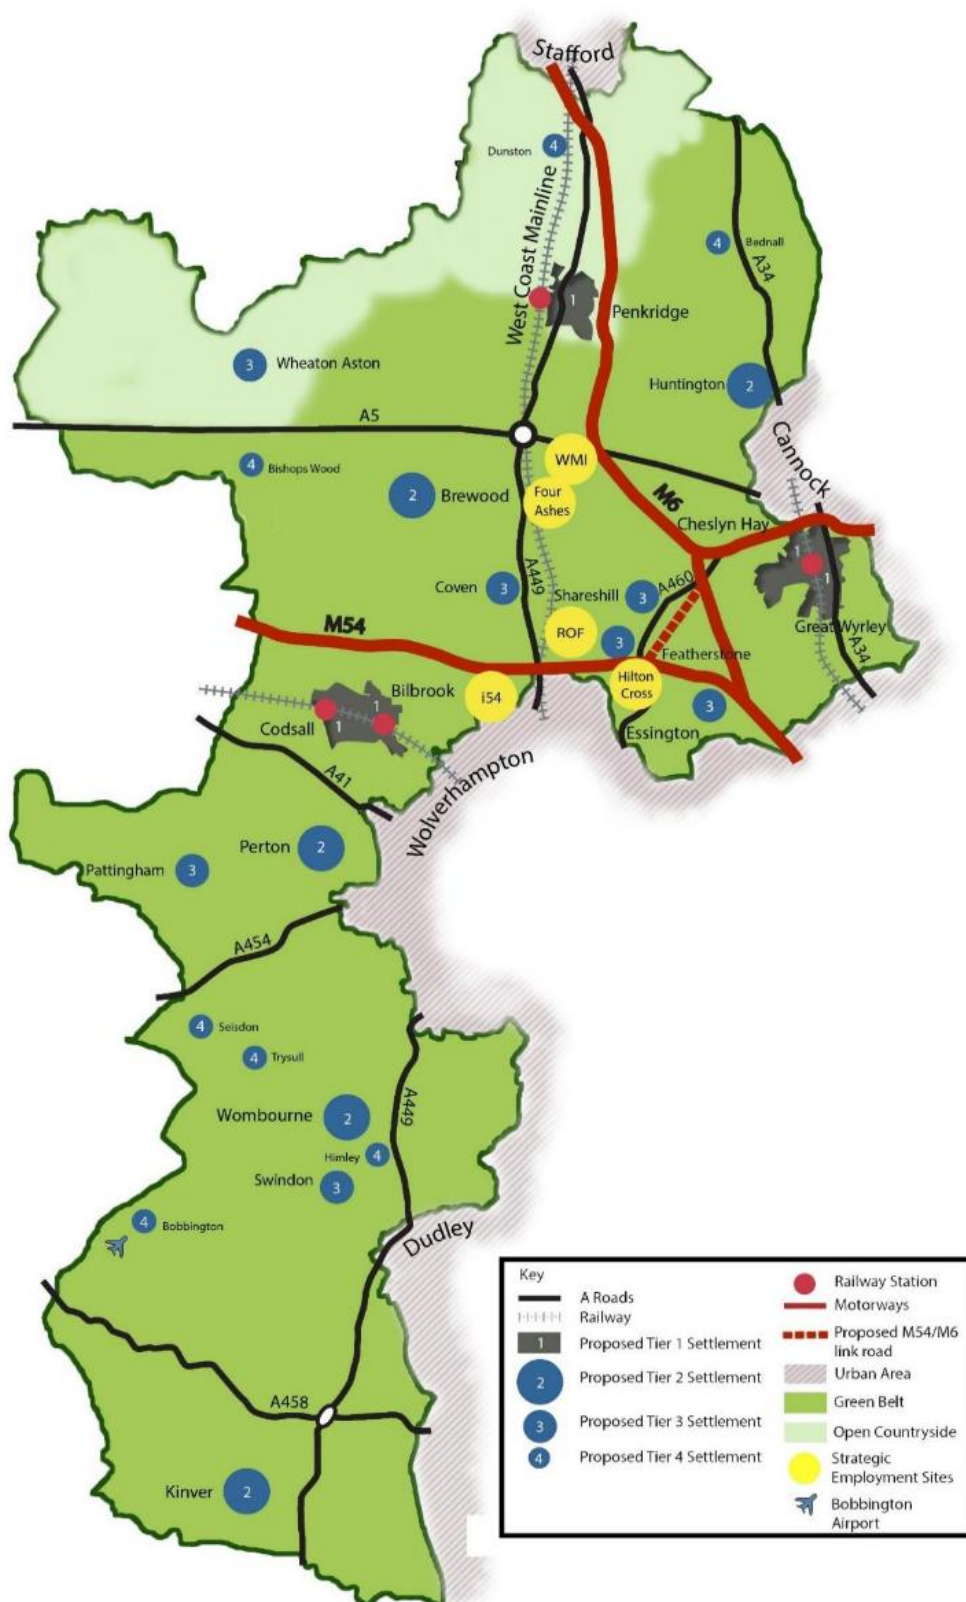 Stafford
Dunston
4
West Coast Mainline
4
Bednall
A34
1
Penkridge
3
Wheaton Aston
Huntington
2
A5
Cannock
4
Bishops Wood
WMI
2
Brewood
Four
Ashes
M6
Cheslyn Hay
A449
Coven
3
Shareshill
3
A460
1
1
Great Wyrley
A34
M54
ROF
3
Featherstone
Hilton
Cross
Bilbrook
i54
3
Essington
Codsall
1
1
A41
Wolverhampton
Perton
2
Pattingham
3
A454
4
Seisdon
4
Trysull
A449
Wombourne
2
Himley
4
Swindon
3
4
Bobbington
Dudley
A458
Kinver
2
Key
A Roads
Railway
1
Proposed Tier 1 Settlement
2
Proposed Tier 2 Settlement
3
Proposed Tier 3 Settlement
4
Proposed Tier 4 Settlement
Railway Station
Motorways
Proposed M54/M6
link road
Urban Area
Green Belt
Open Countryside
Strategic
Employment Sites
Bobbington
Airport